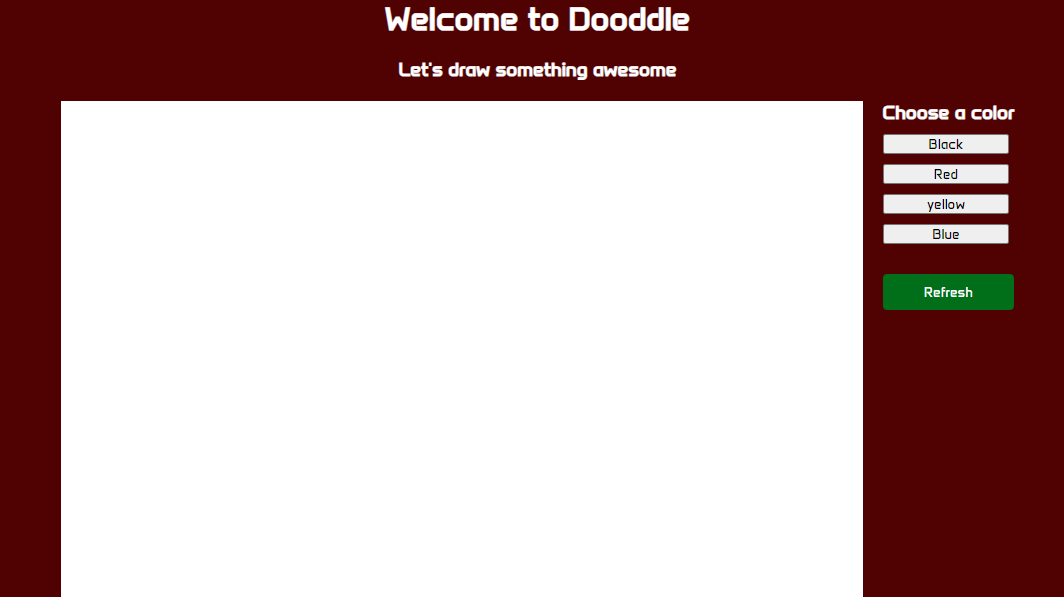 Welcome to Dooddle
Let's draw something awesome
Choose a color
Black
Red
yellow
Blue
Refresh